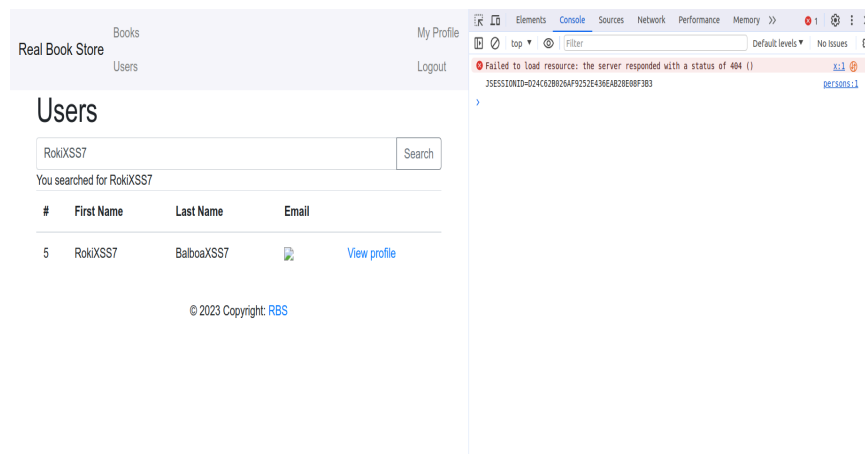 Real Book Store
Books
Users
My Profile
Logout
Users
RokiXSS7
Search
You searched for RokiXSS7
# First Name Last Name Email
5 RokiXSS7 BalboaXSS7 View profile
© 2023 Copyright: RBS
Elements Console Sources Network Performance Memory 1
top Filter Default levels No Issues
Failed to load resource: the server responded with a status of 404 () x:1
JSESSIONID=D24C62B026AF9252E436EAB28E08F3B3 persons:1